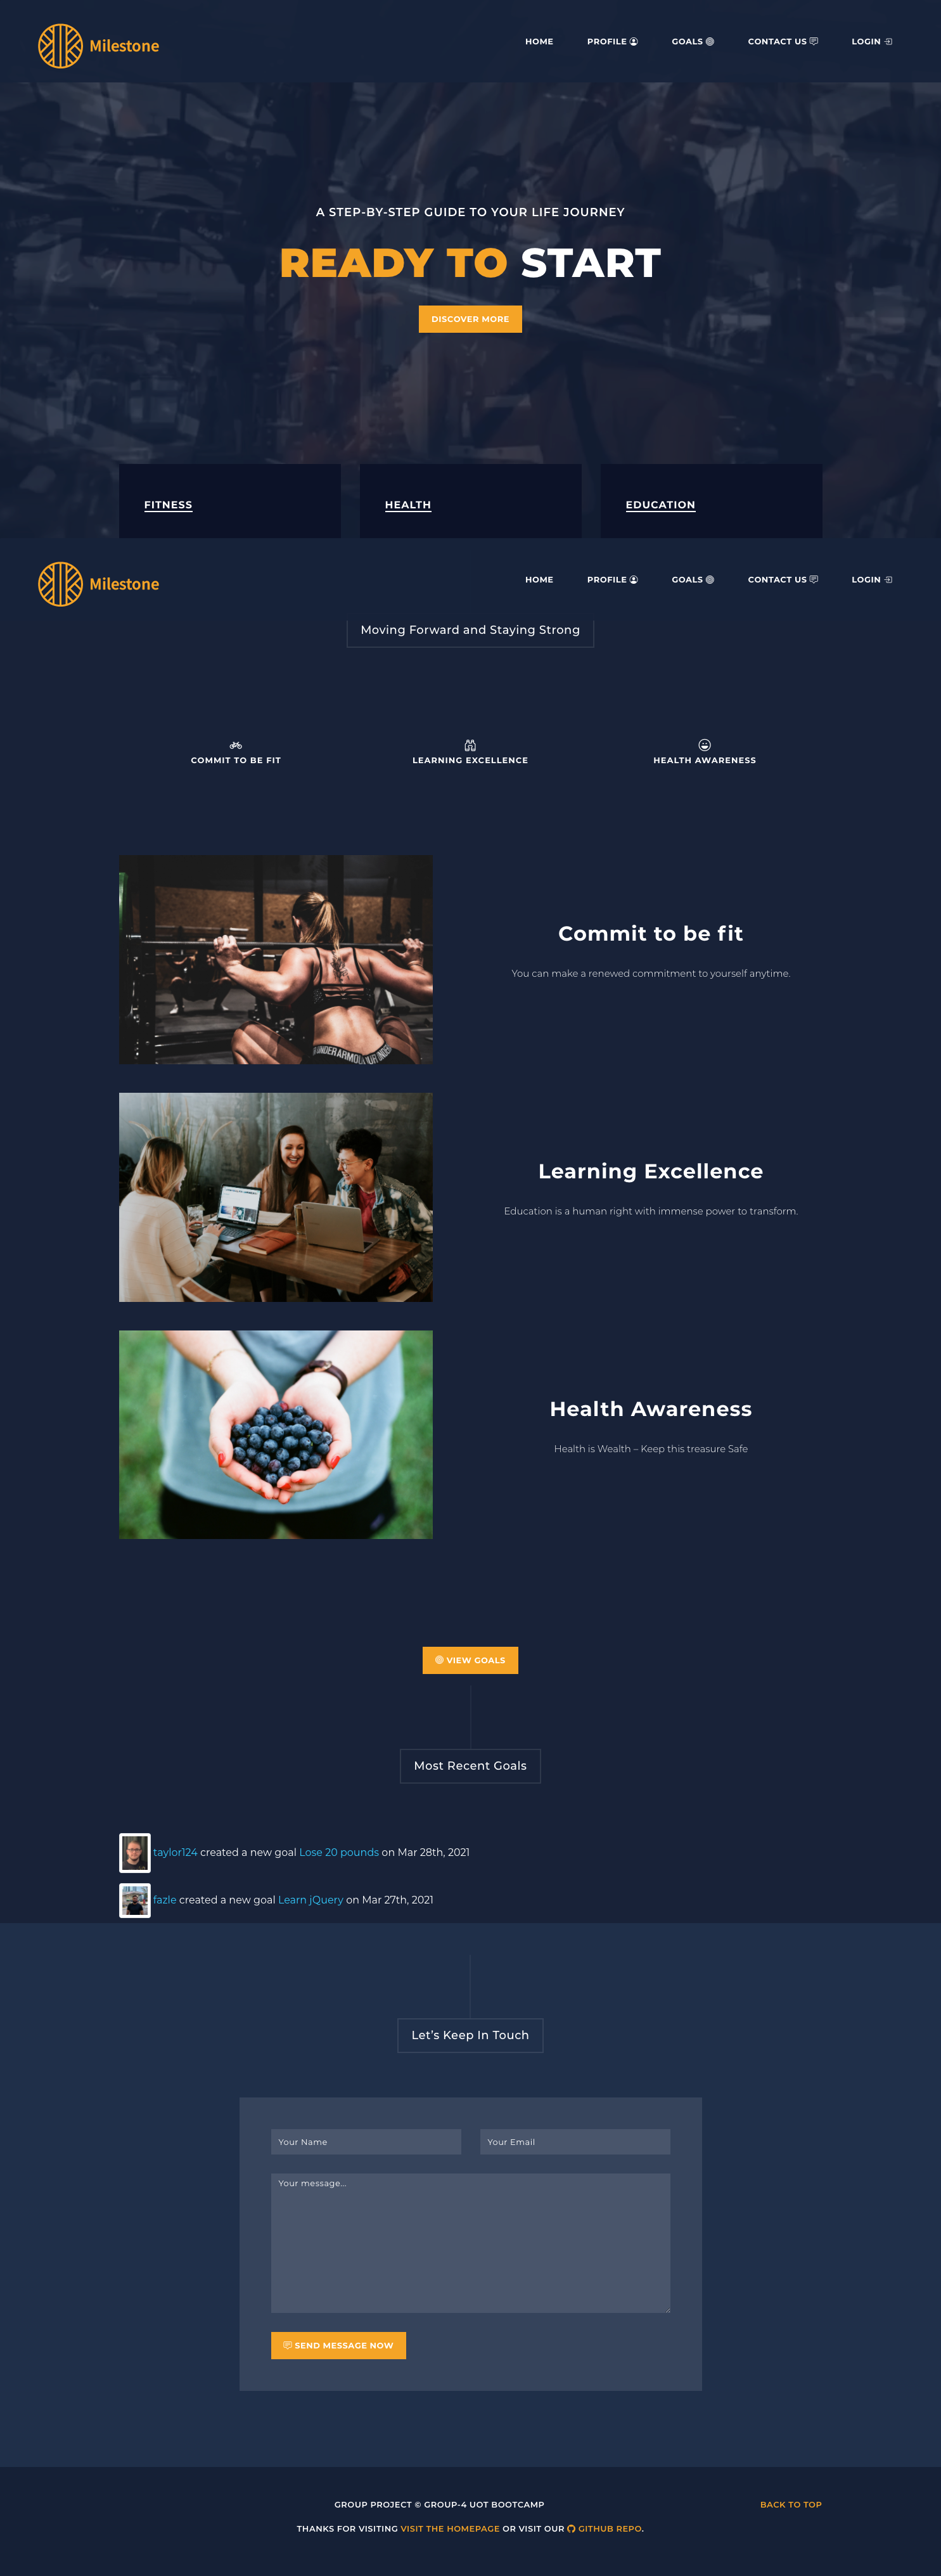 Milestone
HOME PROFILE GOALS CONTACT US LOGIN
A STEP-BY-STEP GUIDE TO YOUR LIFE JOURNEY
READY TO START
DISCOVER MORE
FITNESS HEALTH EDUCATION
Milestone
HOME PROFILE GOALS CONTACT US LOGIN
Moving Forward and Staying Strong
COMMIT TO BE FIT LEARNING EXCELLENCE HEALTH AWARENESS
Commit to be fit
You can make a renewed commitment to yourself anytime.
UNDER ARMOUR UNDER
Learning Excellence
Education is a human right with immense power to transform.
Health Awareness
Health is Wealth – Keep this treasure Safe
VIEW GOALS
Most Recent Goals
taylor124 created a new goal Lose 20 pounds on Mar 28th, 2021
fazle created a new goal Learn jQuery on Mar 27th, 2021
Let's Keep In Touch
Your Name Your Email
Your message...
SEND MESSAGE NOW
GROUP PROJECT © GROUP-4 UOT BOOTCAMP BACK TO TOP
THANKS FOR VISITING VISIT THE HOMEPAGE OR VISIT OUR GITHUB REPO.